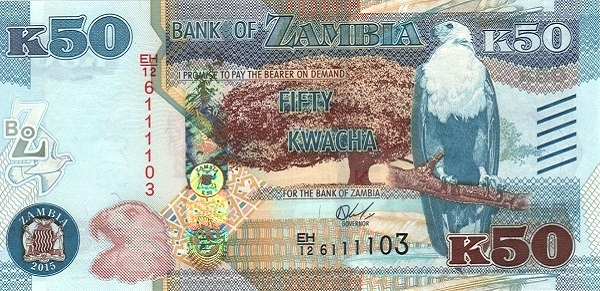 K50
BANK OF ZAMBIA
K50
EH/12 6111103
I PROMISE TO PAY THE BEARER ON DEMAND
FIFTY
KWACHA
BoZ
FOR THE BANK OF ZAMBIA
GOVERNOR
EH/12 6111103
ZAMBIA
2015
K50